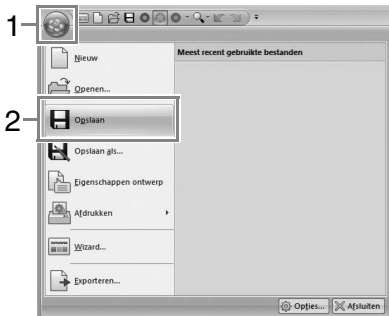 1
Meest recent gebruikte bestanden
Nieuw
Openen...
2
Opslaan
Opslaan als...
Eigenschappen ontwerp
Afdrukken
Wizard...
Exporteren...
Opties...
Afsluiten